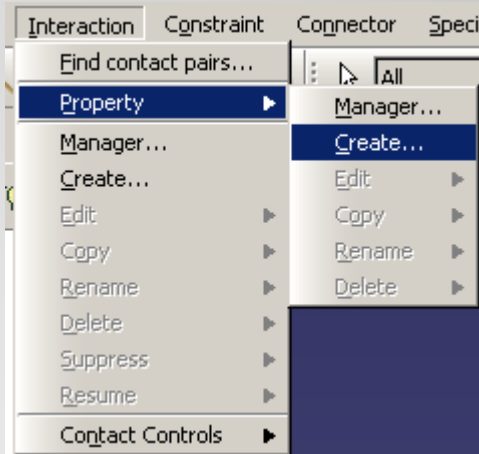 Interaction Constraint Connector Speci
Find contact pairs...
All
Property
Manager...
Manager...
Create...
Create...
Edit
Edit
Copy
Copy
Rename
Rename
Delete
Delete
Suppress
Resume
Contact Controls